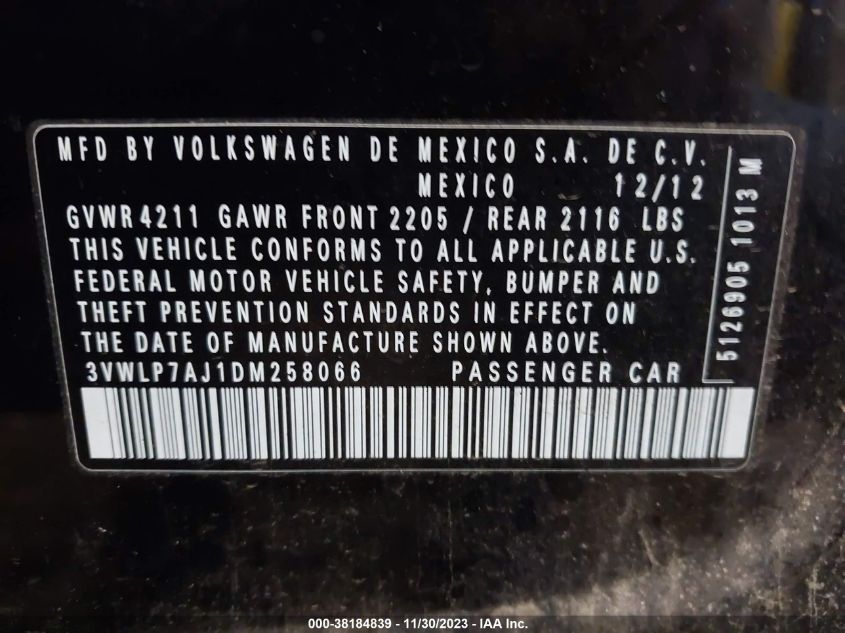 MFD BY VOLKSWAGEN DE MEXICO S.A. DE C.V.
MEXICO 12/12
GVWR 4211 GAWR FRONT 2205 / REAR 2116 LBS
THIS VEHICLE CONFORMS TO ALL APPLICABLE U.S.
FEDERAL MOTOR VEHICLE SAFETY, BUMPER AND
THEFT PREVENTION STANDARDS IN EFFECT ON
THE DATE OF MANUFACTURE SHOWN ABOVE.
3VWLP7AJ1DM258066 PASSENGER CAR
5126905 1013 M
000-38184839 - 11/30/2023 - IAA Inc.